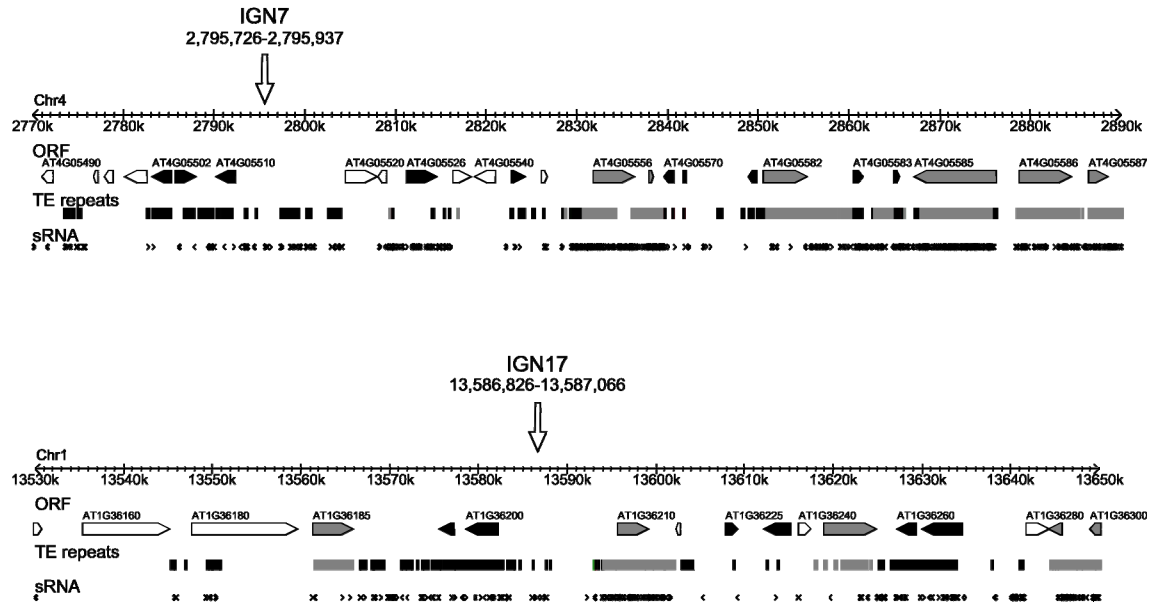 IGN7
2,795,726-2,795,937
Chr4
2770k 2780k 2790k 2800k 2810k 2820k 2830k 2840k 2850k 2860k 2870k 2880k 2890k
ORF
AT4G05490 AT4G05502 AT4G05510 AT4G05520 AT4G05526 AT4G05540 AT4G05556 AT4G05570 AT4G05582 AT4G05583 AT4G05585 AT4G05586 AT4G05587
TE repeats
sRNA
IGN17
13,586,826-13,587,066
Chr1
13530k 13540k 13550k 13560k 13570k 13580k 13590k 13600k 13610k 13620k 13630k 13640k 13650k
ORF
AT1G36160 AT1G36180 AT1G36185 AT1G36200 AT1G36210 AT1G36225 AT1G36240 AT1G36260 AT1G36280 AT1G36300
TE repeats
sRNA